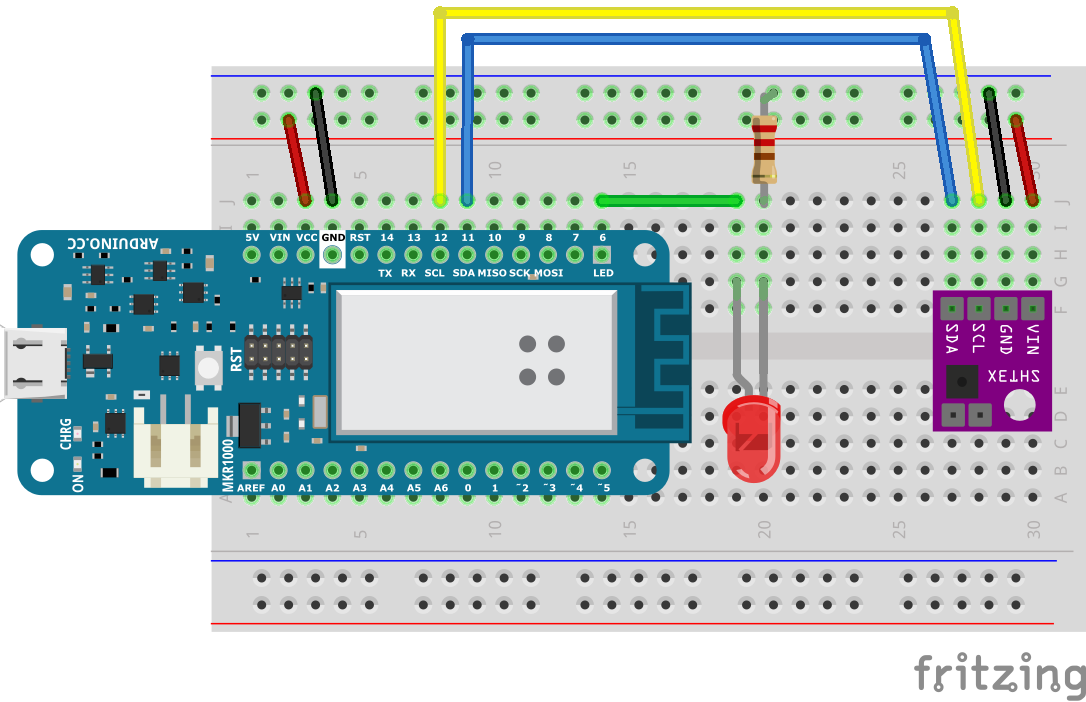 ARDUINO.CC
1 5 10 15 20 25 30
J
I
H
G
F
5V VIN VCC GND RST 14 13 12 11 10 9 8 7 6
TX RX SCL SDA MISO SCK MOSI LED
RST
SDA SCL GND VIN
SHT3X
E
D
C
B
A
CHRG
ON
MKR1000
AREF A0 A1 A2 A3 A4 A5 A6 0 1 ~2 ~3 ~4 ~5
1 5 10 15 20 25 30
fritzing